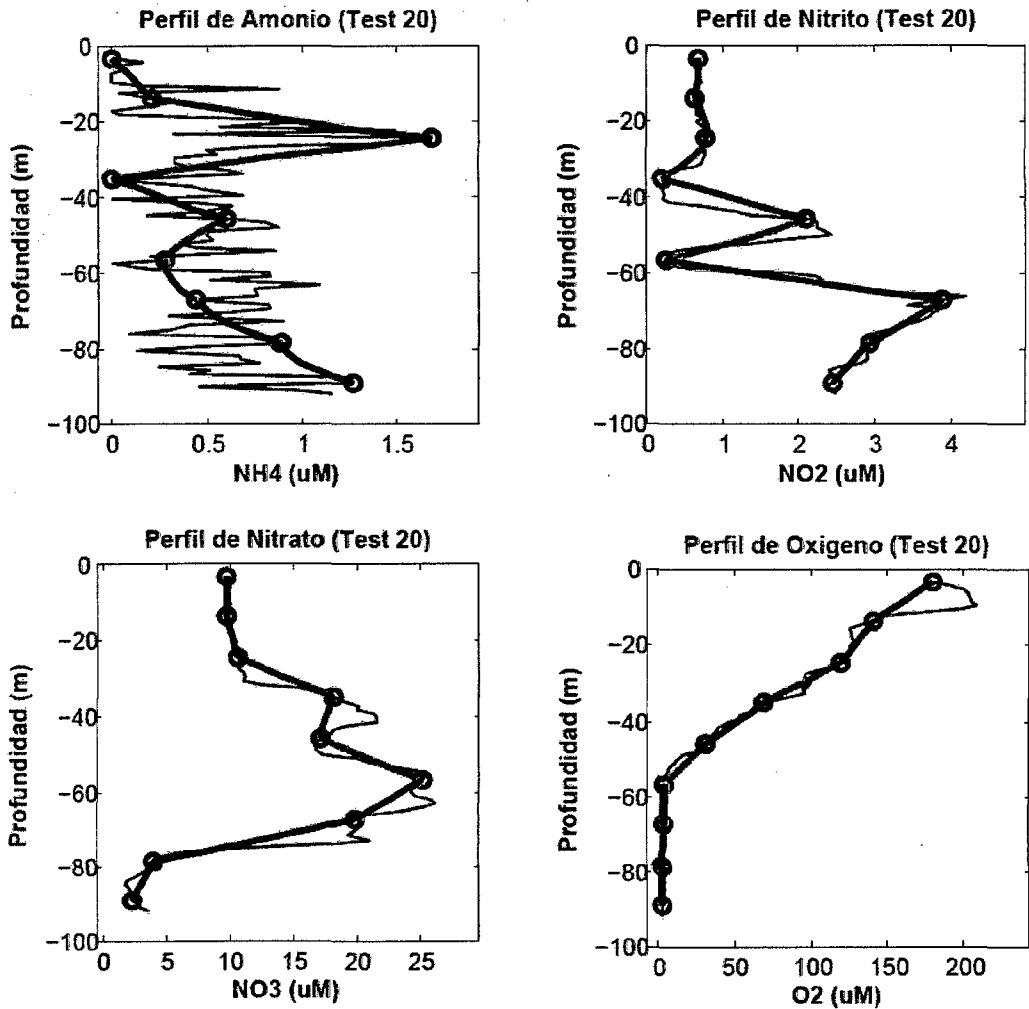 Perfil de Amonio (Test 20)
0
−20
−40
−60
−80
−100
Profundidad (m)
0 0.5 1 1.5
NH4 (uM)
Perfil de Nitrito (Test 20)
0
−20
−40
−60
−80
−100
Profundidad (m)
0 1 2 3 4
NO2 (uM)
Perfil de Nitrato (Test 20)
0
−20
−40
−60
−80
−100
Profundidad (m)
0 5 10 15 20 25
NO3 (uM)
Perfil de Oxigeno (Test 20)
0
−20
−40
−60
−80
−100
Profundidad (m)
0 50 100 150 200
O2 (uM)